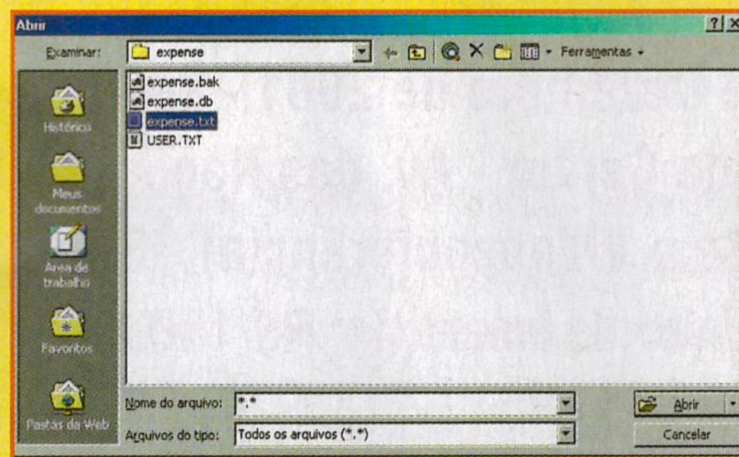 Abrir
Examinar: expense Ferramentas
expense.bak
expense.db
expense.txt
USER.TXT
Histórico
Meus
documentos
Área de
trabalho
Favoritos
Pastas da Web
Nome do arquivo: *.* Abrir
Arquivos do tipo: Todos os arquivos (*.*) Cancelar